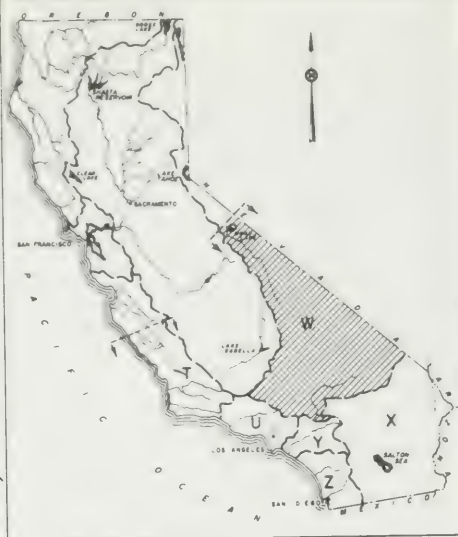 OREGON
GOOSE
LAKE
SHASTA
RESERVOIR
CLEAR
LAKE
LAKE
TAHOE
SACRAMENTO
SAN FRANCISCO
NEVADA
W
LAKE
ISABELLA
T
U
X
ARIZONA
Y
LOS ANGELES
SALTON
SEA
Z
SAN DIEGO
MEXICO
PACIFIC
OCEAN